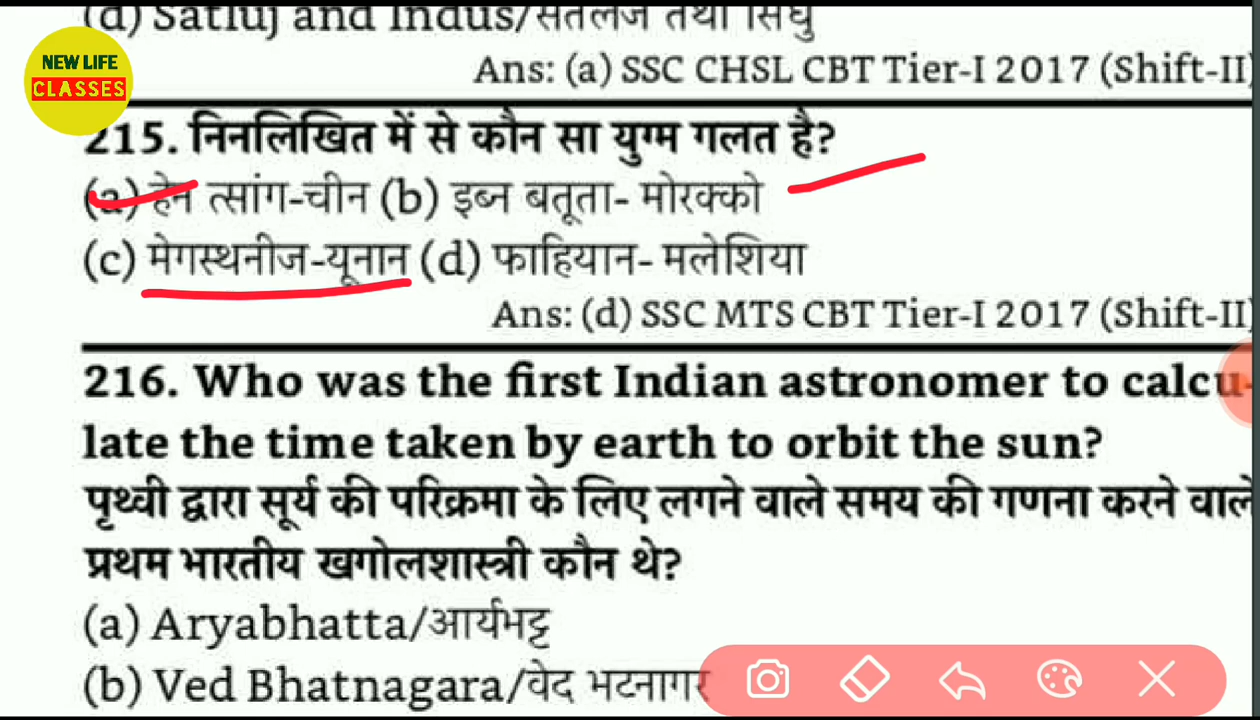 (d) Satluj and Indus/सतलज तथा सिंधु
NEW LIFE
CLASSES
Ans: (a) SSC CHSL CBT Tier-I 2017 (Shift-II)
215. निनलिखित में से कौन सा युग्म गलत है?
(a) हेन त्सांग-चीन (b) इब्न बतूता- मोरक्को
(c) मेगस्थनीज-यूनान (d) फाहियान- मलेशिया
Ans: (d) SSC MTS CBT Tier-I 2017 (Shift-II)
216. Who was the first Indian astronomer to calcu-
late the time taken by earth to orbit the sun?
पृथ्वी द्वारा सूर्य की परिक्रमा के लिए लगने वाले समय की गणना करने वाले
प्रथम भारतीय खगोलशास्त्री कौन थे?
(a) Aryabhatta/आर्यभट्ट
(b) Ved Bhatnagara/वेद भटनागर